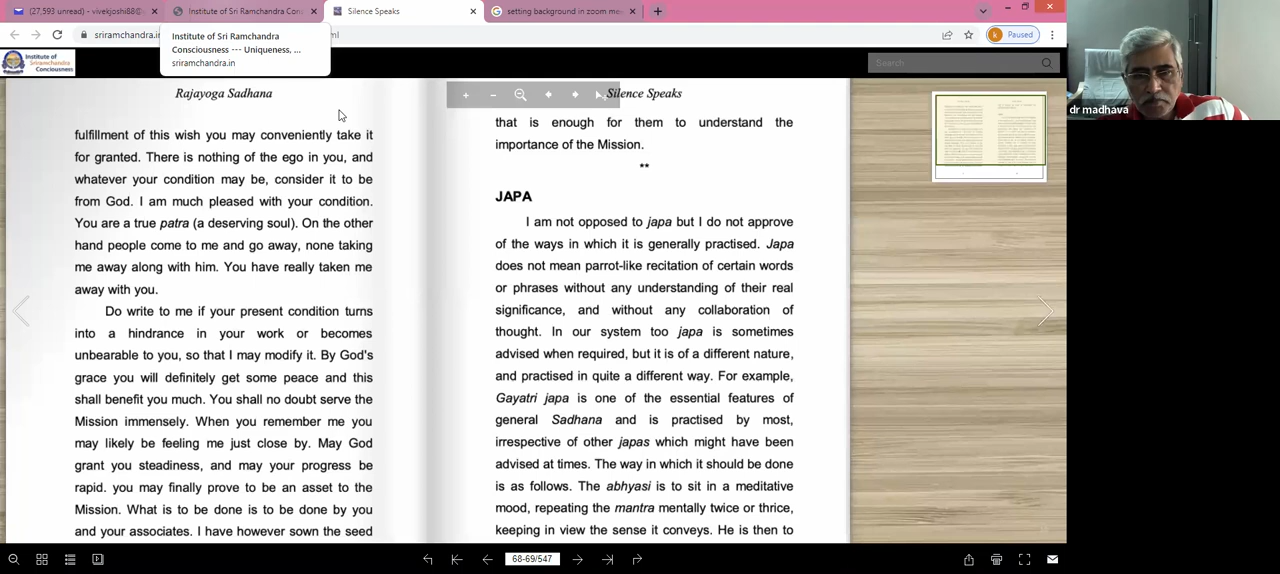 (27,593 unread) - vivekjoshi88@
Institute of Sri Ramchandra Con
Silence Speaks
setting background in zoom me
sriramchandra.in
ml
Paused
Institute of Sri Ramchandra
Consciousness --- Uniqueness, ...
sriramchandra.in
Institute of
Sriramchandra
Conciousness
Search
dr madhava
Rajayoga Sadhana
fulfillment of this wish you may conveniently take it
for granted. There is nothing of the ego in you, and
whatever your condition may be, consider it to be
from God. I am much pleased with your condition.
You are a true patra (a deserving soul). On the other
hand people come to me and go away, none taking
me away along with him. You have really taken me
away with you.
Do write to me if your present condition turns
into a hindrance in your work or becomes
unbearable to you, so that I may modify it. By God's
grace you will definitely get some peace and this
shall benefit you much. You shall no doubt serve the
Mission immensely. When you remember me you
may likely be feeling me just close by. May God
grant you steadiness, and may your progress be
rapid. you may finally prove to be an asset to the
Mission. What is to be done is to be done by you
and your associates. I have however sown the seed
Silence Speaks
that is enough for them to understand the
importance of the Mission.
**
JAPA
I am not opposed to japa but I do not approve
of the ways in which it is generally practised. Japa
does not mean parrot-like recitation of certain words
or phrases without any understanding of their real
significance, and without any collaboration of
thought. In our system too japa is sometimes
advised when required, but it is of a different nature,
and practised in quite a different way. For example,
Gayatri japa is one of the essential features of
general Sadhana and is practised by most,
irrespective of other japas which might have been
advised at times. The way in which it should be done
is as follows. The abhyasi is to sit in a meditative
mood, repeating the mantra mentally twice or thrice,
keeping in view the sense it conveys. He is then to
68-69/547